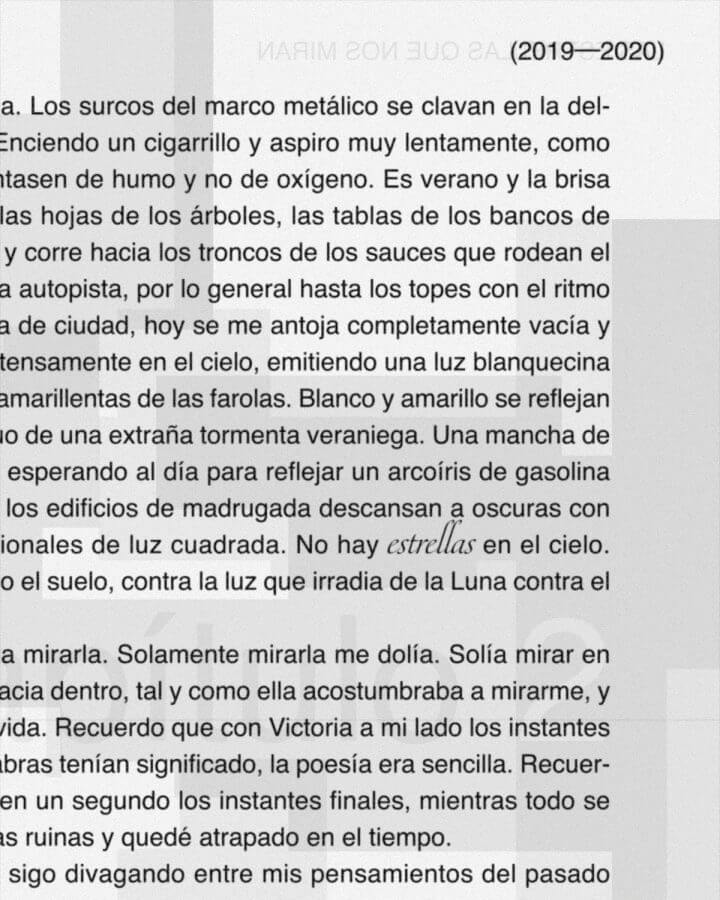 LAS QUE NOS MIRAN
(2019—2020)
a. Los surcos del marco metálico se clavan en la del-
Enciendo un cigarrillo y aspiro muy lentamente, como
ntasen de humo y no de oxígeno. Es verano y la brisa
las hojas de los árboles, las tablas de los bancos de
y corre hacia los troncos de los sauces que rodean el
a autopista, por lo general hasta los topes con el ritmo
a de ciudad, hoy se me antoja completamente vacía y
tensamente en el cielo, emitiendo una luz blanquecina
amarillentas de las farolas. Blanco y amarillo se reflejan
uo de una extraña tormenta veraniega. Una mancha de
esperando al día para reflejar un arcoíris de gasolina
los edificios de madrugada descansan a oscuras con
ionales de luz cuadrada. No hay estrellas en el cielo.
o el suelo, contra la luz que irradia de la Luna contra el
pítulo 2
a mirarla. Solamente mirarla me dolía. Solía mirar en
acia dentro, tal y como ella acostumbraba a mirarme, y
vida. Recuerdo que con Victoria a mi lado los instantes
abras tenían significado, la poesía era sencilla. Recuer-
en un segundo los instantes finales, mientras todo se
as ruinas y quedé atrapado en el tiempo.
sigo divagando entre mis pensamientos del pasado